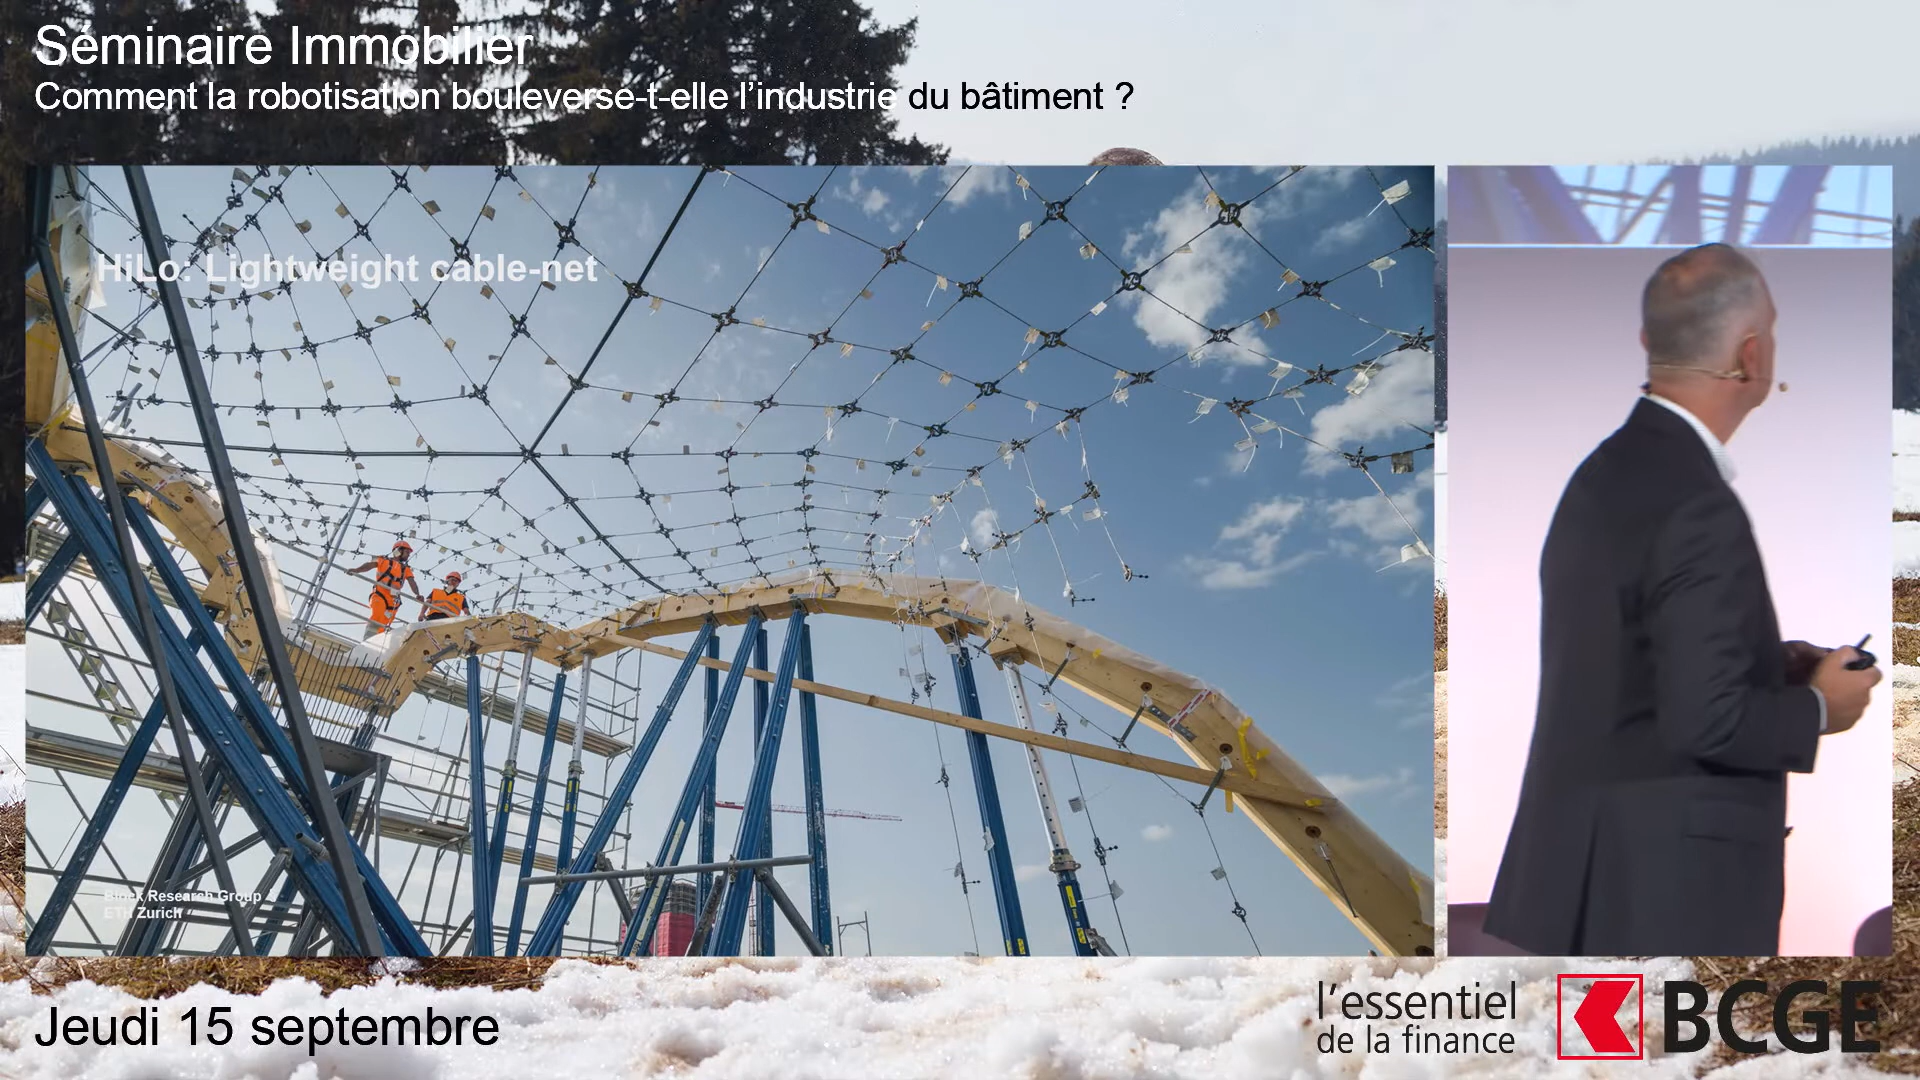 Séminaire Immobilier
Comment la robotisation bouleverse-t-elle l’industrie du bâtiment ?
HiLo: Lightweight cable-net
Block Research Group
ETH Zurich
Jeudi 15 septembre
l’essentiel
de la finance
BCGE